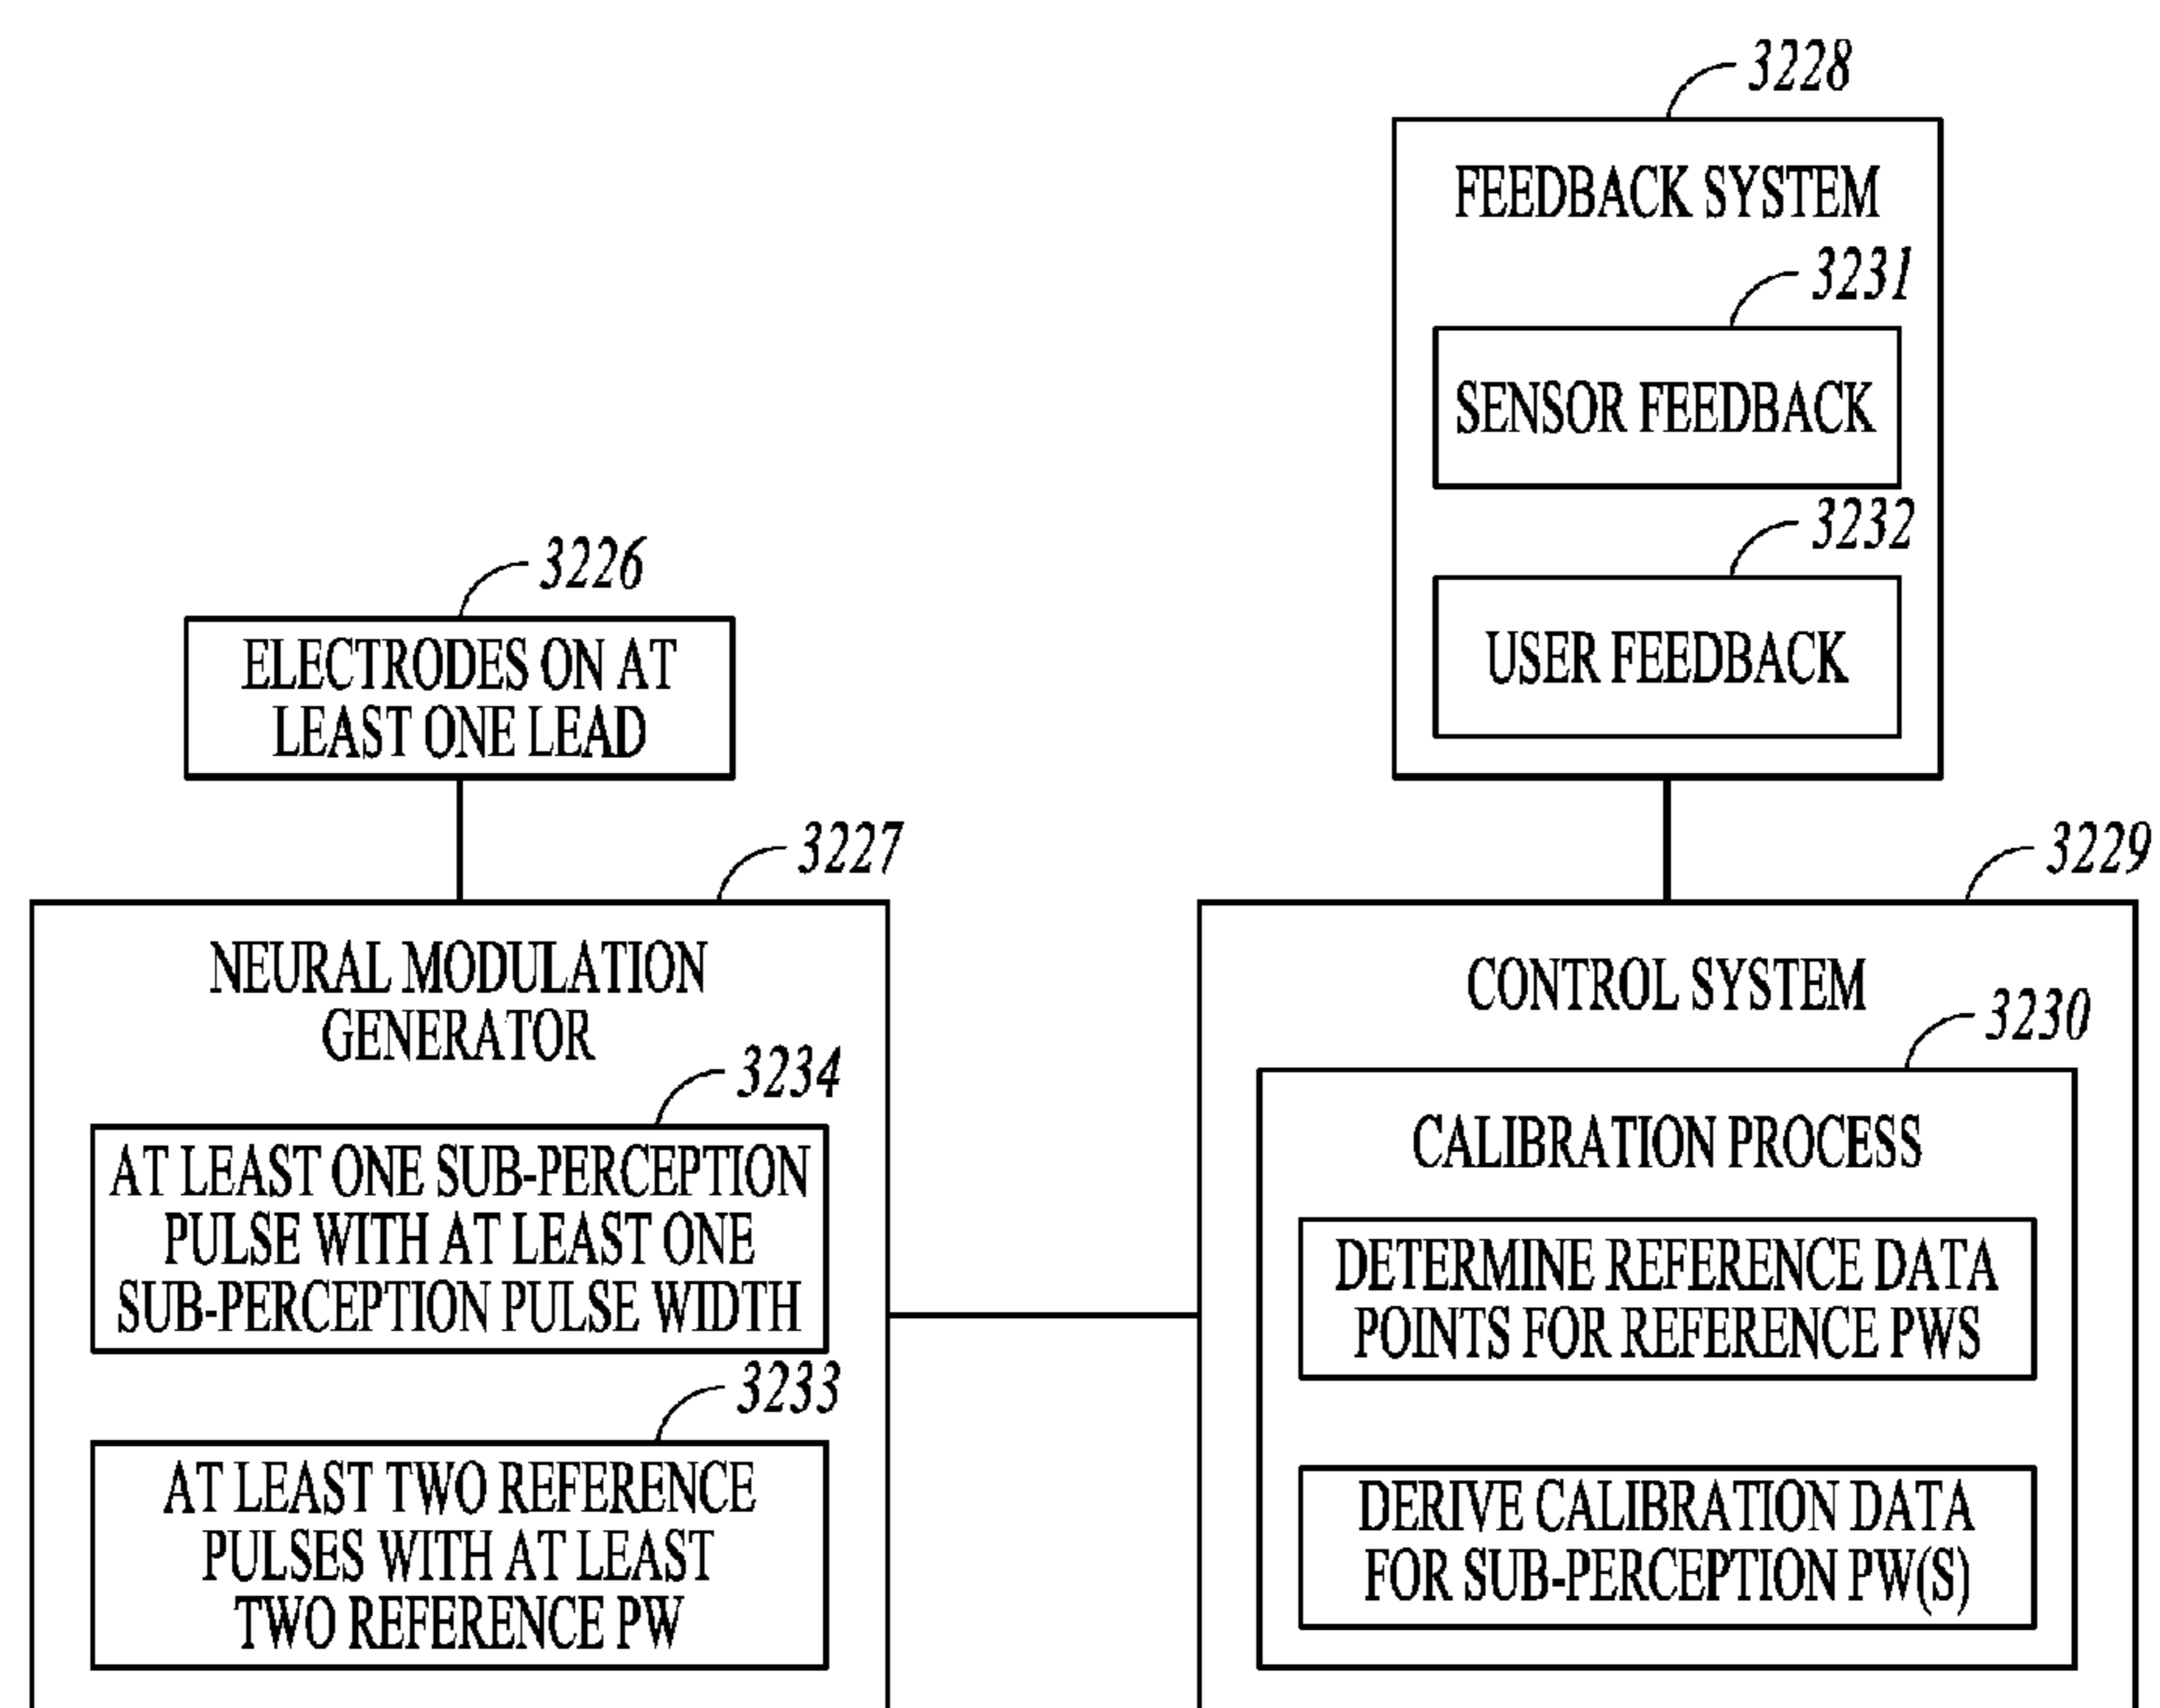 3228
FEEDBACK SYSTEM
3231
SENSOR FEEDBACK
3232
USER FEEDBACK
3226
ELECTRODES ON AT
LEAST ONE LEAD
3227
NEURAL MODULATION
GENERATOR
3234
AT LEAST ONE SUB-PERCEPTION
PULSE WITH AT LEAST ONE
SUB-PERCEPTION PULSE WIDTH
3233
AT LEAST TWO REFERENCE
PULSES WITH AT LEAST
TWO REFERENCE PW
3229
CONTROL SYSTEM
3230
CALIBRATION PROCESS
DETERMINE REFERENCE DATA
POINTS FOR REFERENCE PWS
DERIVE CALIBRATION DATA
FOR SUB-PERCEPTION PW(S)